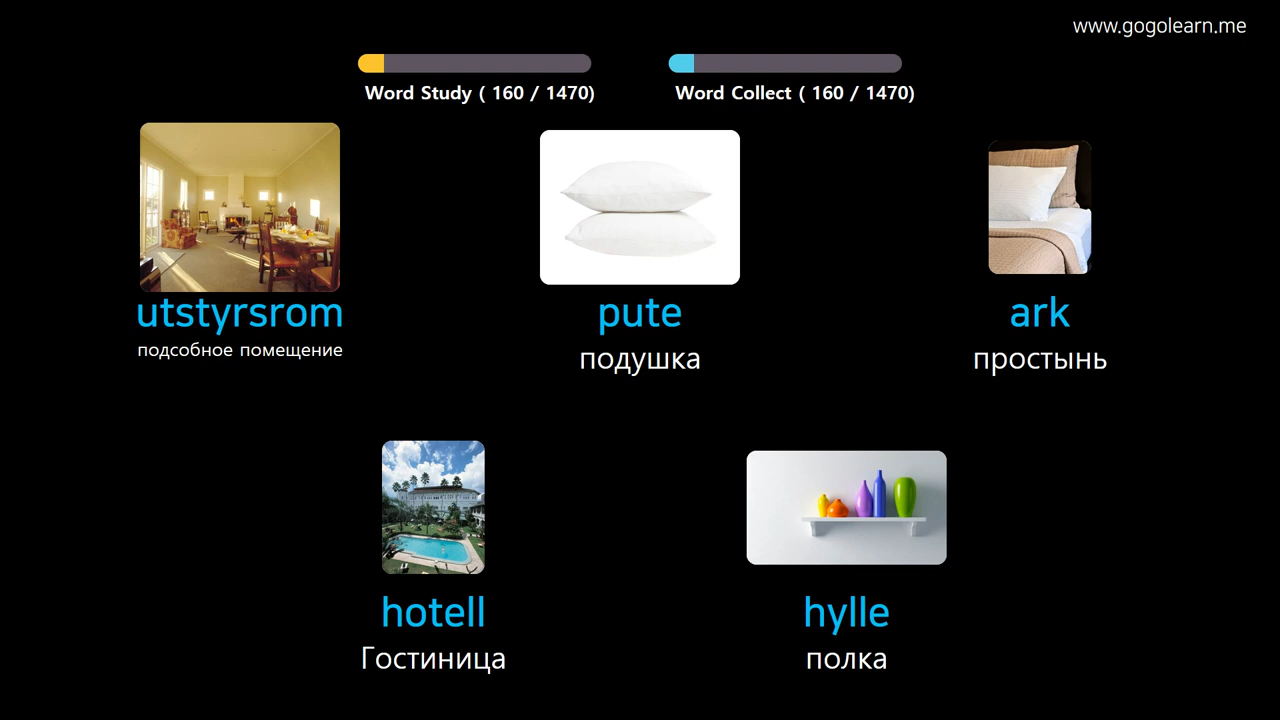 www.gogolearn.me
Word Study ( 160 / 1470)
Word Collect ( 160 / 1470)
utstyrsrom
подсобное помещение
pute
подушка
ark
простынь
hotell
Гостиница
hylle
полка